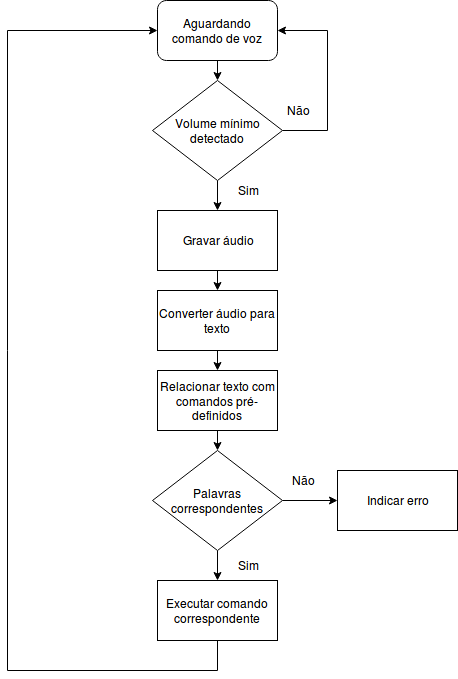 Aguardando
comando de voz
Não
Volume mínimo
detectado
Sim
Gravar áudio
Converter áudio para
texto
Relacionar texto com
comandos pré-
definidos
Não
Palavras
correspondentes
Indicar erro
Sim
Executar comando
correspondente